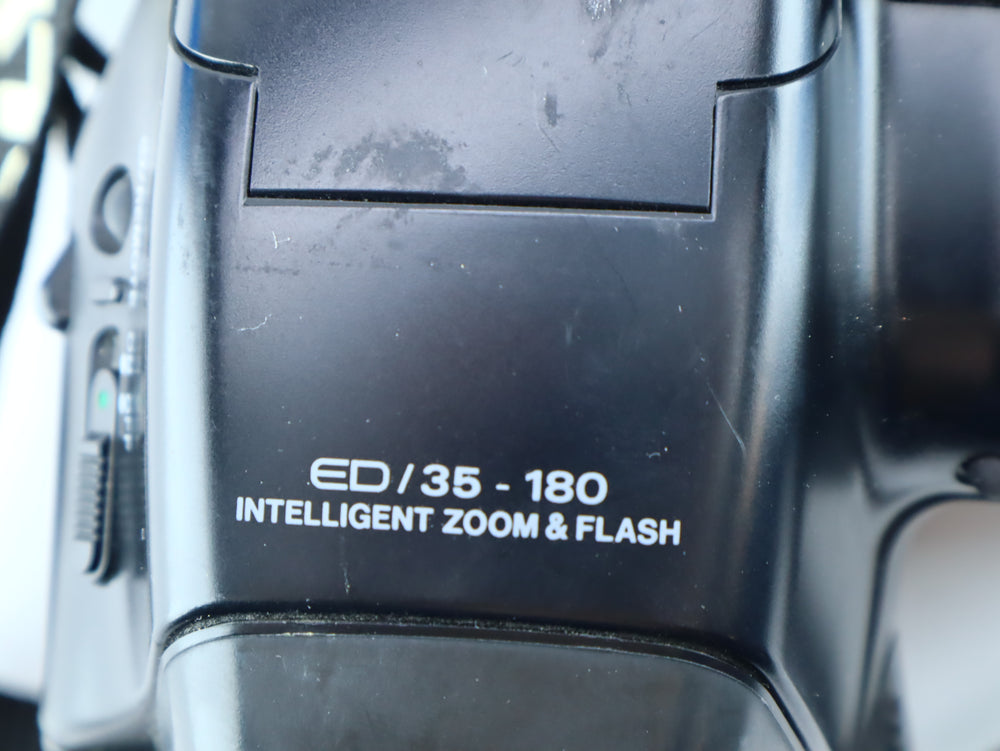 ED / 35 - 180
INTELLIGENT ZOOM & FLASH